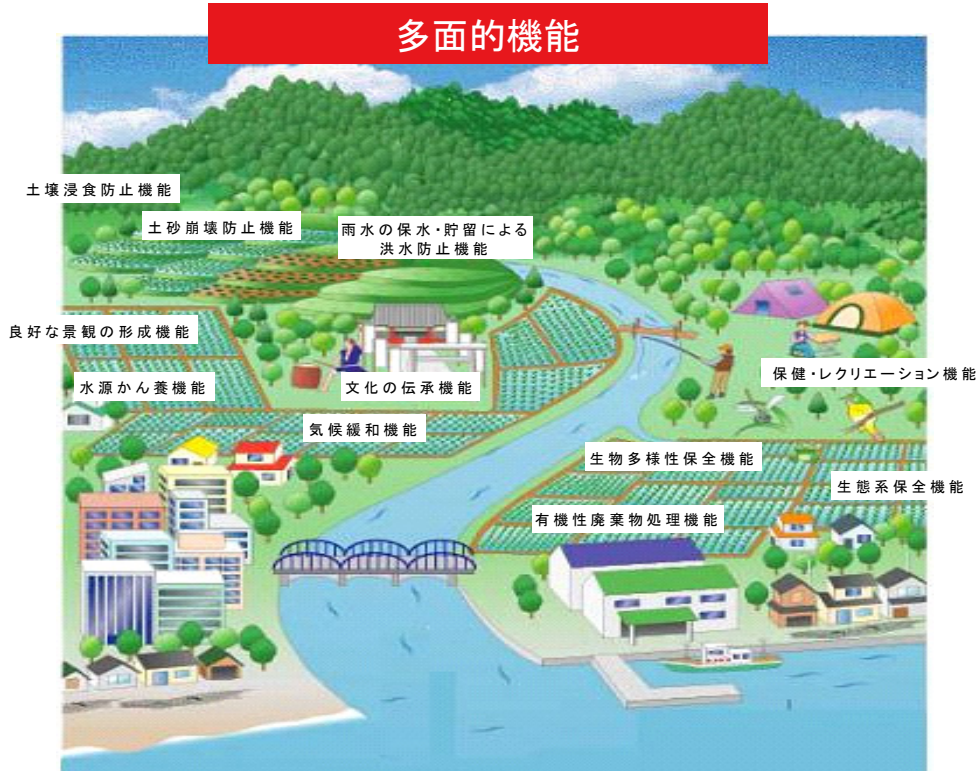 多面的機能
土壌浸食防止機能
土砂崩壊防止機能
雨水の保水・貯留による
洪水防止機能
良好な景観の形成機能
水源かん養機能
文化の伝承機能
保健・レクリエーション機能
気候緩和機能
生物多様性保全機能
生態系保全機能
有機性廃棄物処理機能